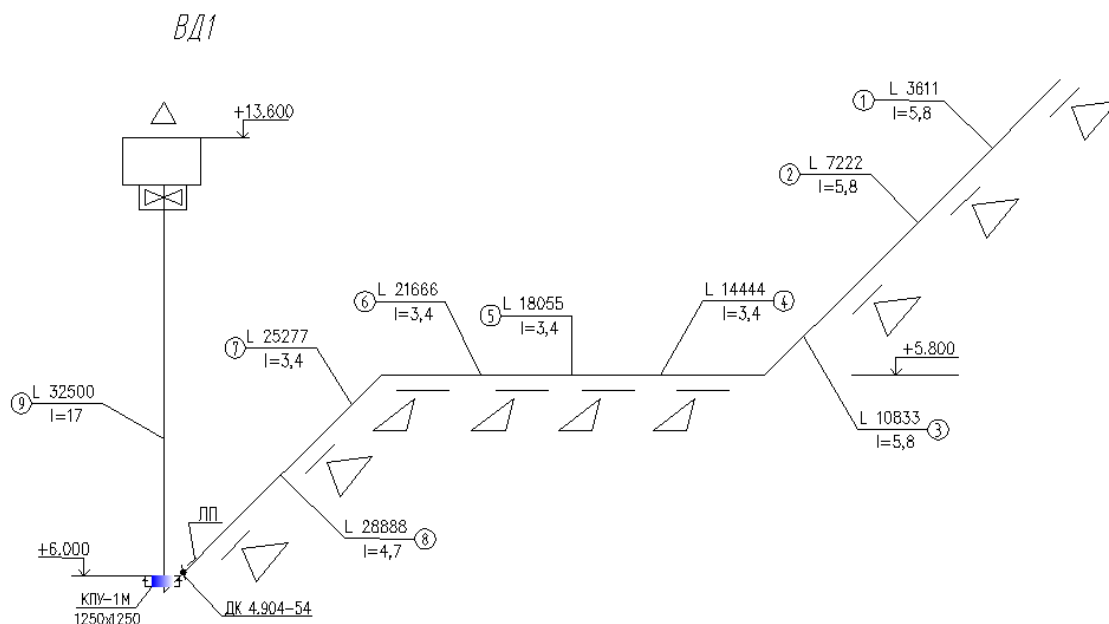 ВД1
+13.600
1
L 3611
l=5,8
2
L 7222
l=5,8
6
L 21666
l=3,4
5
L 18055
l=3,4
L 14444
4
l=3,4
7
L 25277
l=3,4
+5.800
9
L 32500
l=17
L 10833
3
l=5,8
ЛП
L 28888
8
l=4,7
+6.000
КПУ-1М
1250х1250
ДК 4.904-54